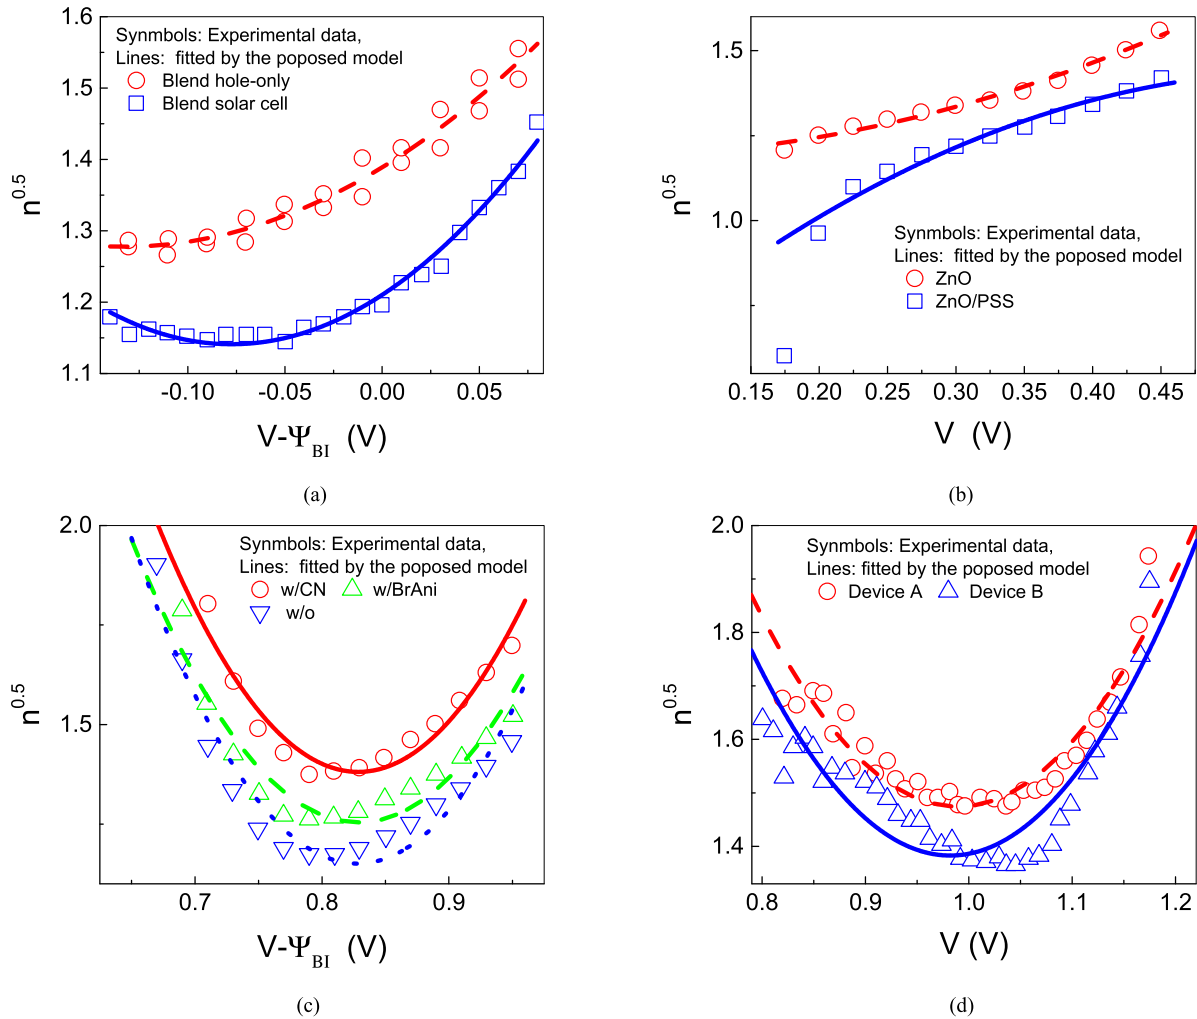 1.6
1.5
1.4
1.3
1.2
1.1
n^0.5
Synmbols: Experimental data,
Lines: fitted by the poposed model
Blend hole-only
Blend solar cell
-0.10 -0.05 0.00 0.05
V-Ψ_BI (V)
(a)
1.5
1.0
n^0.5
Synmbols: Experimental data,
Lines: fitted by the poposed model
ZnO
ZnO/PSS
0.15 0.20 0.25 0.30 0.35 0.40 0.45
V (V)
(b)
2.0
1.5
n^0.5
Synmbols: Experimental data,
Lines: fitted by the poposed model
w/CN w/BrAni
w/o
0.7 0.8 0.9
V-Ψ_BI (V)
(c)
2.0
1.8
1.6
1.4
n^0.5
Synmbols: Experimental data,
Lines: fitted by the poposed model
Device A Device B
0.8 0.9 1.0 1.1 1.2
V (V)
(d)